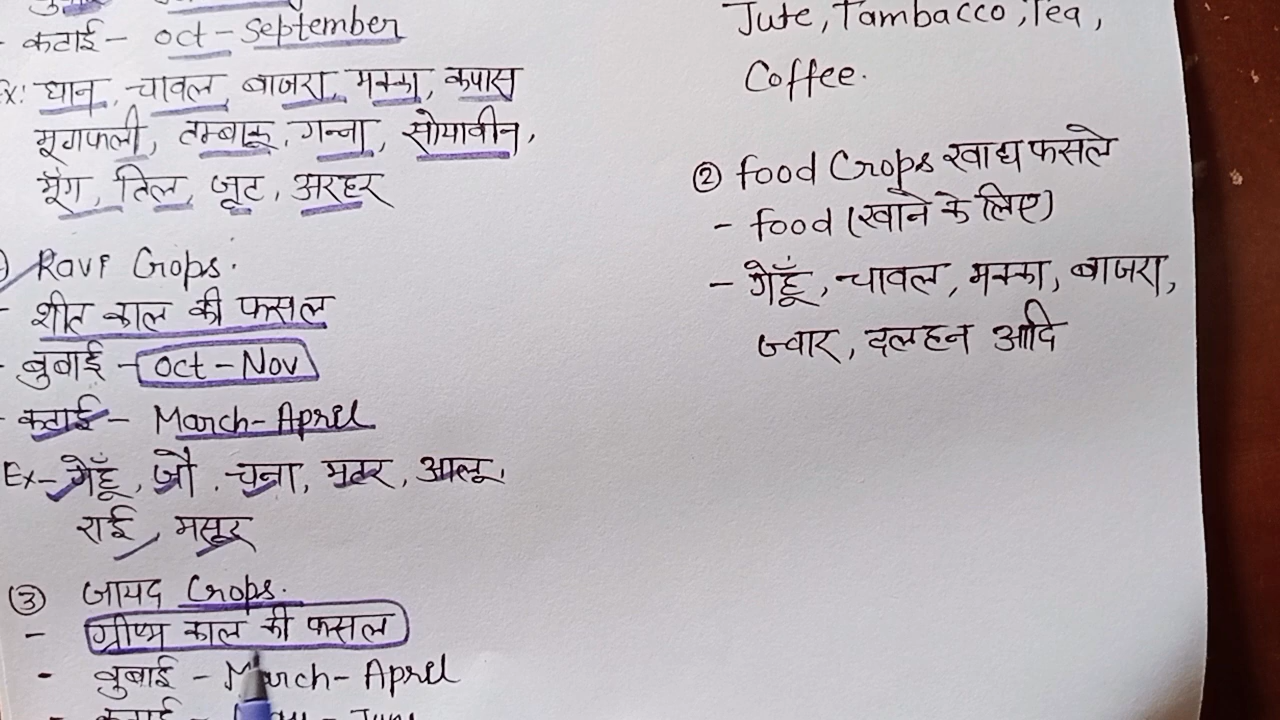 कटाई - oct - September
Ex: धान, चावल, बाजरा, मक्का, कपास
मूगफली, तम्बाकू, गन्ना, सोयावीन,
मूँग, तिल, जूट, अरहर
Ravi Crops.
- शीत काल की फसल
- बुबाई - oct - Nov
- कटाई - March - April
Ex - गेहूँ, जौ, चना, मटर, आलू,
राई, मसूर
③ जायद Crops.
- ग्रीष्म काल की फसल
- बुबाई - March - April
- कटाई - - June
Jute, Tambacco, Tea,
Coffee.
② food Crops खाद्य फसले
- food (खाने के लिए)
- गेहूँ, चावल, मक्का, बाजरा,
ज्वार, दलहन आदि